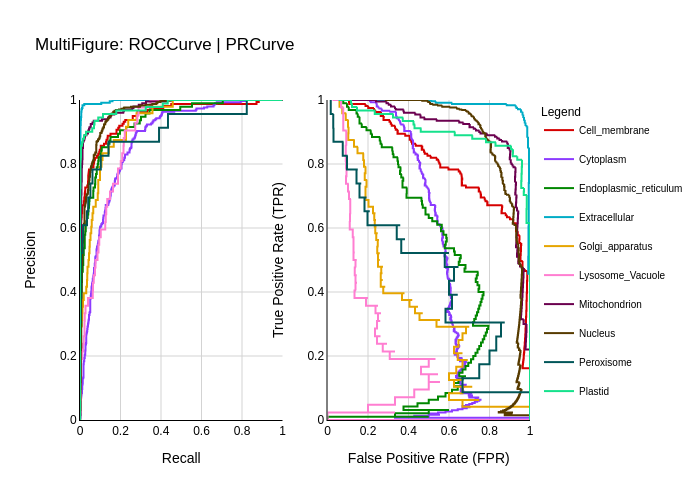 MultiFigure: ROCCurve | PRCurve
Precision
1
0.8
0.6
0.4
0.2
0
0
0.2
0.4
0.6
0.8
1
Recall
True Positive Rate (TPR)
1
0.8
0.6
0.4
0.2
0
0
0.2
0.4
0.6
0.8
1
False Positive Rate (FPR)
Legend
Cell_membrane
Cytoplasm
Endoplasmic_reticulum
Extracellular
Golgi_apparatus
Lysosome_Vacuole
Mitochondrion
Nucleus
Peroxisome
Plastid